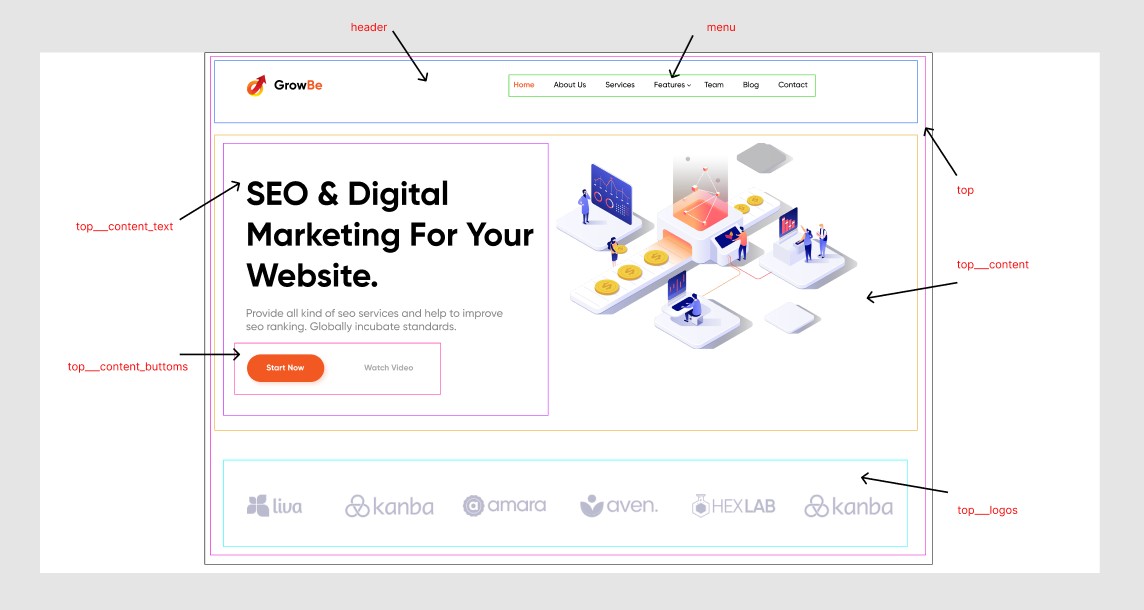 header
menu
GrowBe
Home About Us Services Features Team Blog Contact
top
top__content_text
SEO & Digital
Marketing For Your
Website.
top__content
Provide all kind of seo services and help to improve
seo ranking. Globally incubate standards.
top__content_buttoms
Start Now Watch Video
liva kanba amara aven. HEXLAB kanba
top__logos